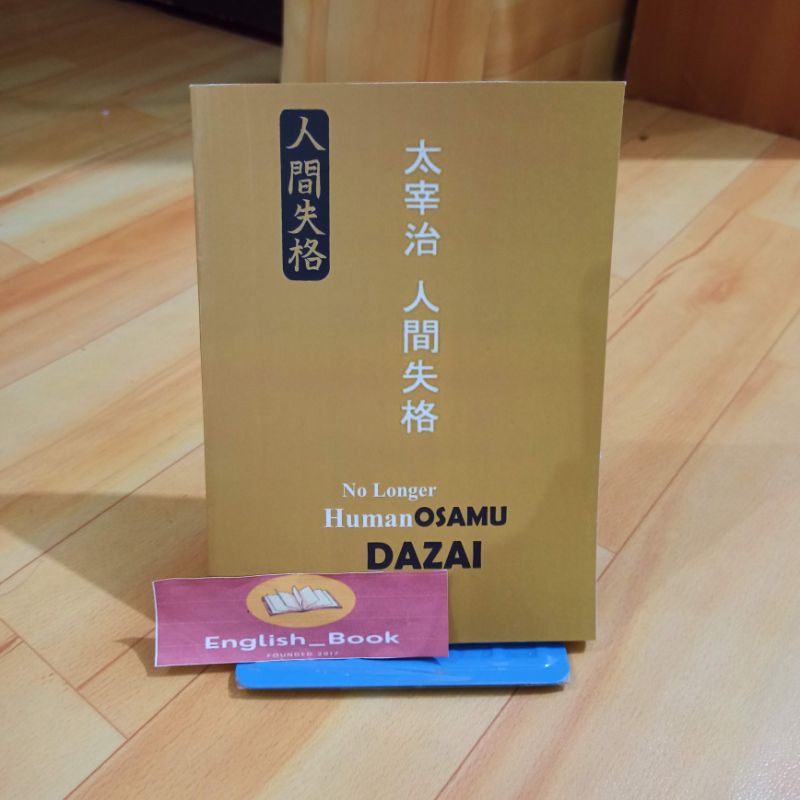 人間失格
太宰治 人間失格
No Longer
HumanOSAMU
DAZAI
English_Book
FOUNDED 2017